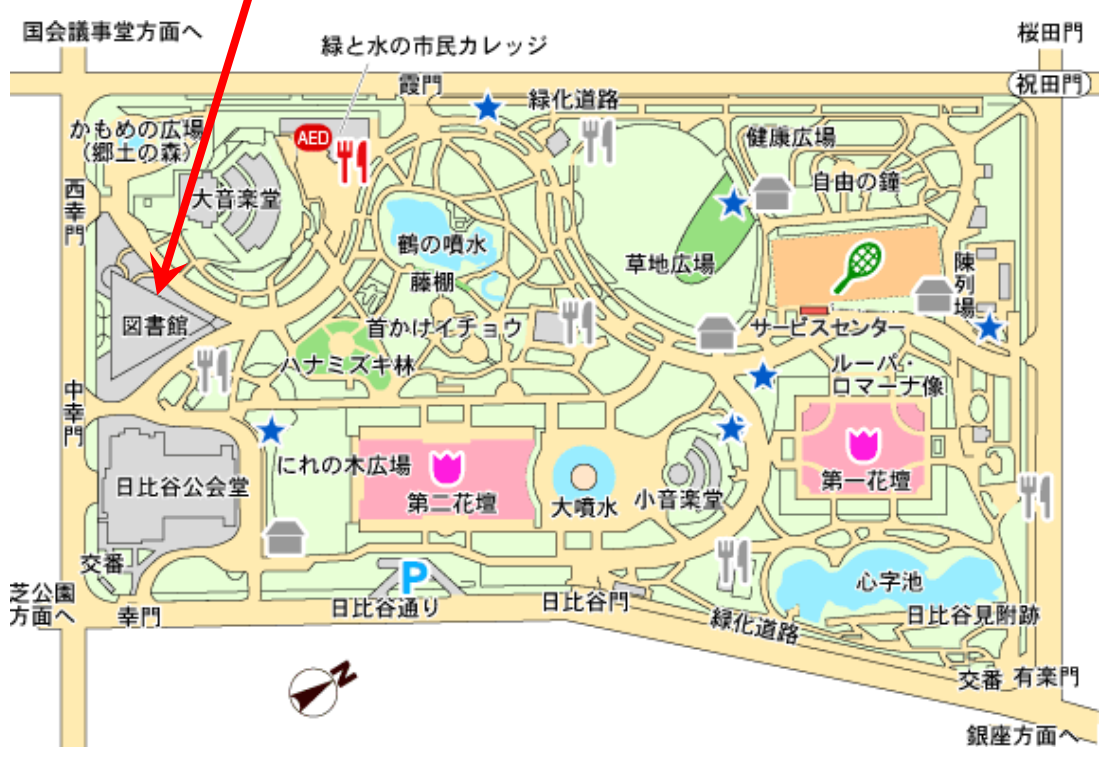 国会議事堂方面へ
桜田門
緑と水の市民カレッジ
霞門
祝田門
緑化道路
かもめの広場
（郷土の森）
AED
健康広場
西幸門
大音楽堂
自由の鐘
鶴の噴水
草地広場
陳列場
藤棚
図書館
首かけイチョウ
サービスセンター
ハナミズキ林
ルーパ・
ロマーナ像
中幸門
にれの木広場
日比谷公会堂
第二花壇
大噴水
小音楽堂
第一花壇
交番
P
心字池
芝公園
方面へ
幸門
日比谷通り
日比谷門
緑化道路
日比谷見附跡
交番
有楽門
N
銀座方面へ